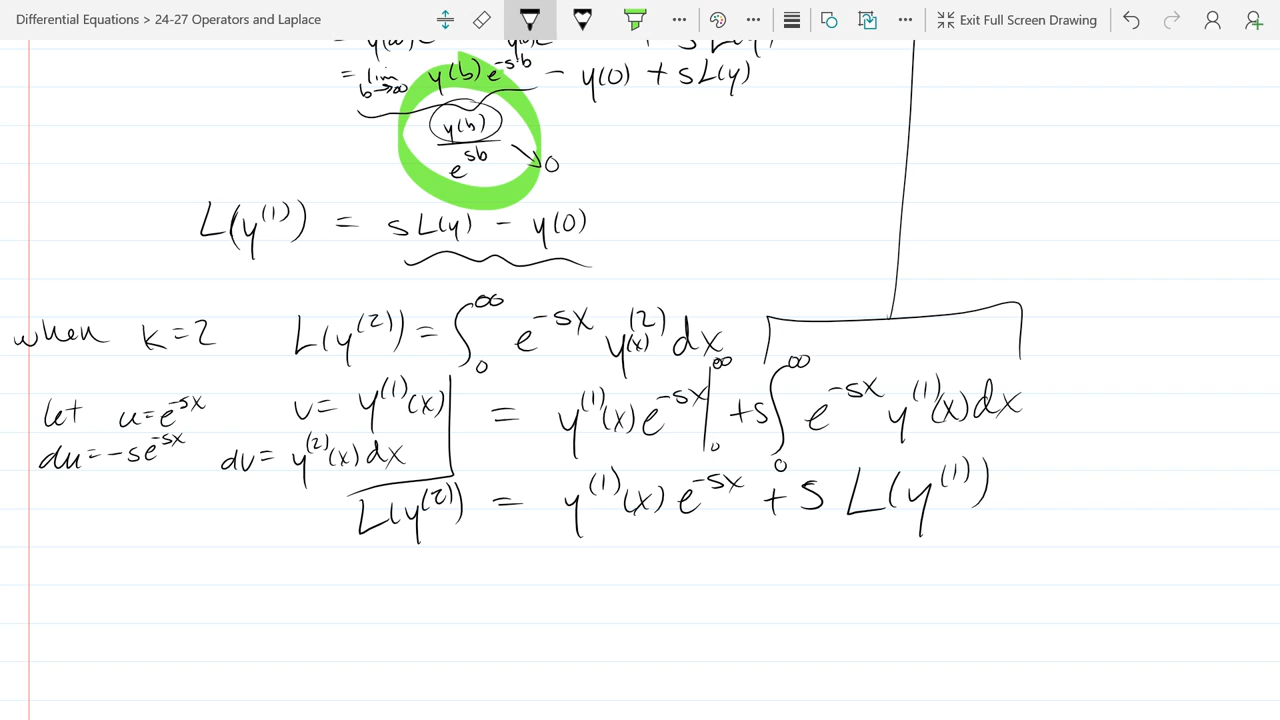 Differential Equations > 24-27 Operators and Laplace
Exit Full Screen Drawing
= lim b→∞ y(b) e^{-sb} - y(0) + sL(y)
y(b) / e^{sb} → 0
L(y^{(1)}) = sL(y) - y(0)
when k=2 L(y^{(2)}) = ∫_0^∞ e^{-sx} y^{(2)}(x) dx
let u=e^{-sx} v= y^{(1)}(x) = y^{(1)}(x) e^{-sx} |_0^∞ +s ∫_0^∞ e^{-sx} y^{(1)}(x) dx
du=-se^{-sx} dv= y^{(2)}(x) dx
L(y^{(2)}) = y^{(1)}(x) e^{-sx} + s L(y^{(1)})